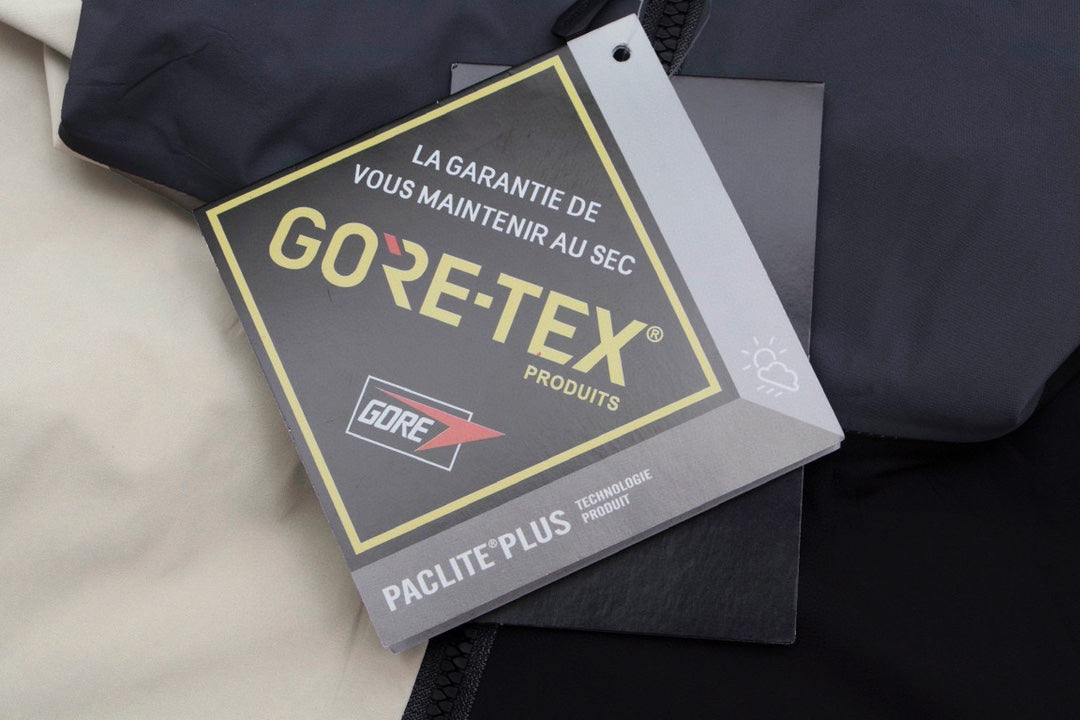 LA GARANTIE DE
VOUS MAINTENIR AU SEC
GORE-TEX®
PRODUITS
GORE
PACLITE® PLUS
TECHNOLOGIE
PRODUIT